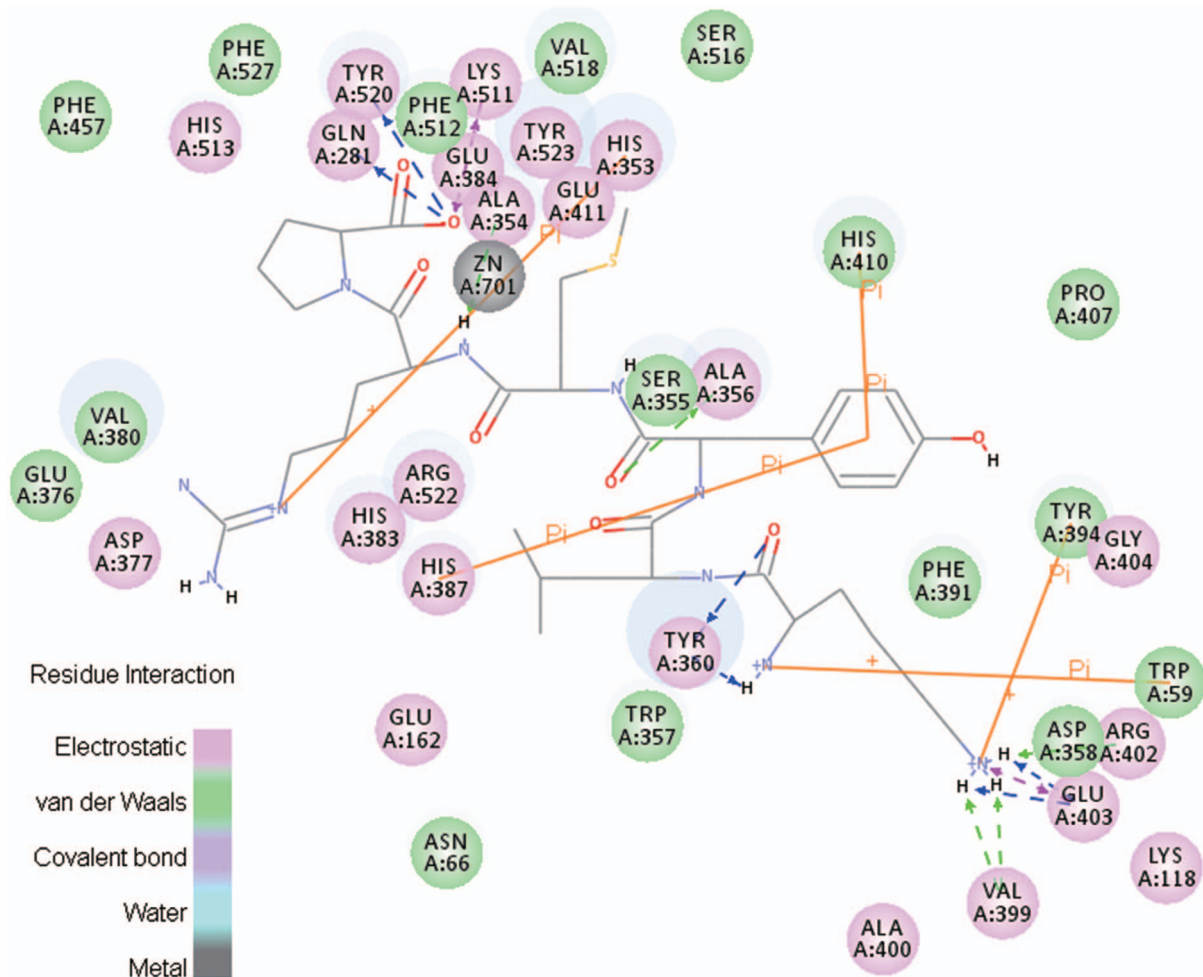 PHE
A:527
TYR
A:520
LYS
A:511
VAL
A:518
SER
A:516
PHE
A:457
HIS
A:513
GLN
A:281
PHE
A:512
GLU
A:384
TYR
A:523
HIS
A:353
ALA
A:354
GLU
A:411
O
O
Pi
ZN
A:701
S
HIS
A:410
Pi
PRO
A:407
N
O
H
N
H
N
SER
A:355
ALA
A:356
Pi
VAL
A:380
+
O
O
Pi
O
H
GLU
A:376
ARG
A:522
N
N
+N
HIS
A:383
O
Pi
O
TYR
A:394
GLY
A:404
ASP
A:377
N
H
H
HIS
A:387
N
PHE
A:391
Pi
TYR
A:360
+N
H
+
Pi
TRP
A:59
+
Residue Interaction
GLU
A:162
TRP
A:357
ASP
A:358
ARG
A:402
+N
H
H
H
GLU
A:403
Electrostatic
van der Waals
Covalent bond
Water
Metal
ASN
A:66
LYS
A:118
VAL
A:399
ALA
A:400